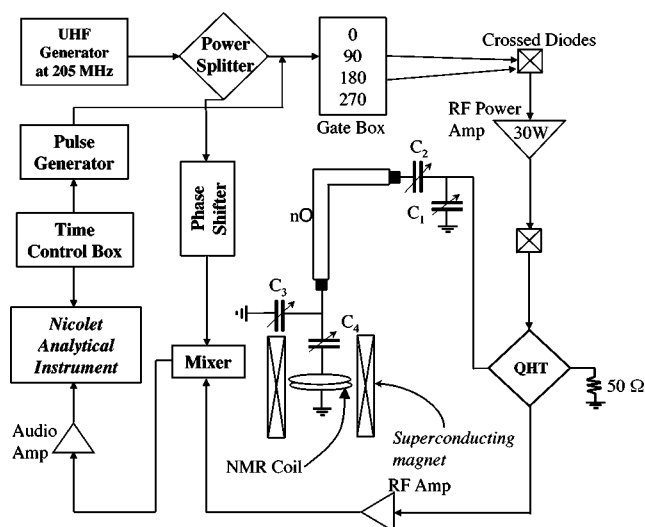 UHF
Generator
at 205 MHz
Power
Splitter
0
90
180
270
Gate Box
Crossed Diodes
RF Power
Amp
30W
Pulse
Generator
Phase
Shifter
nO
C2
C1
Time
Control Box
C3
C4
Nicolet
Analytical
Instrument
Mixer
QHT
50 Ω
Audio
Amp
NMR Coil
Superconducting
magnet
RF Amp